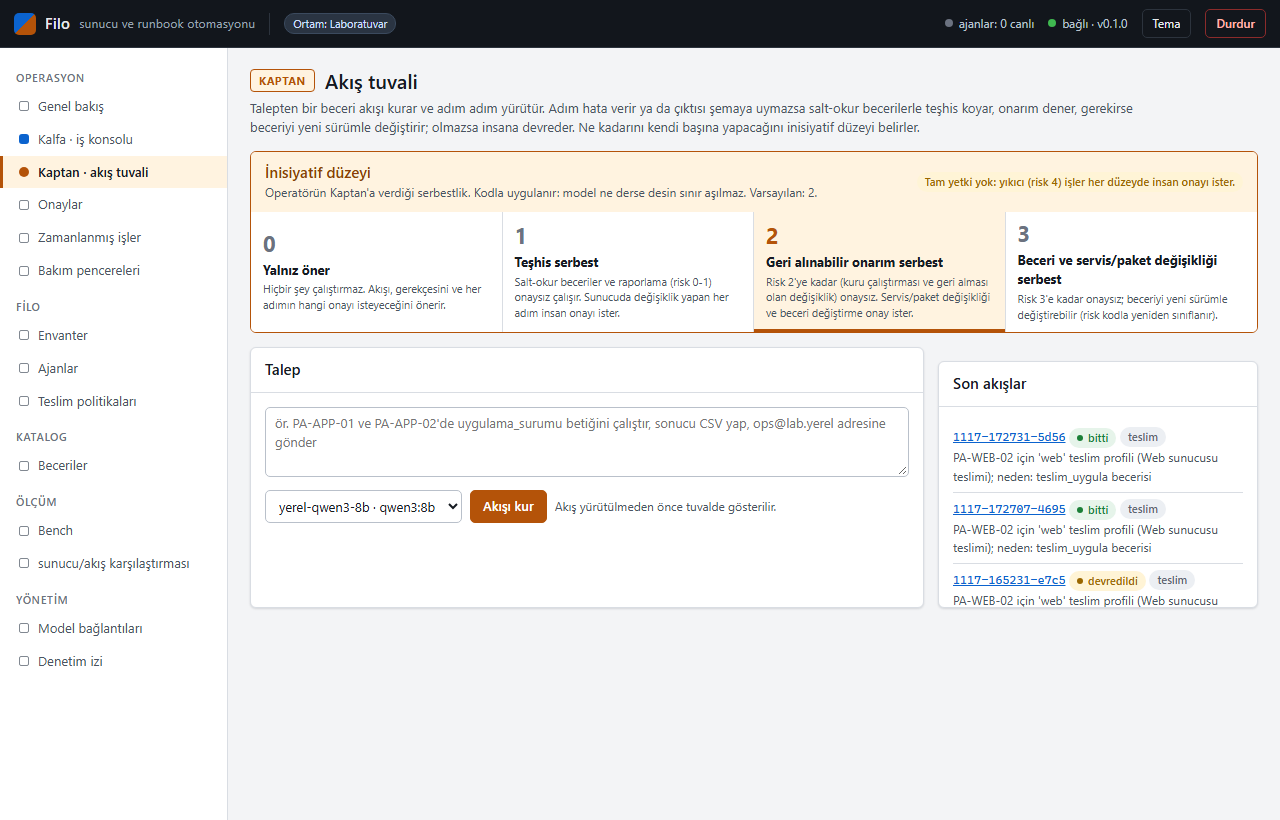 Filo sunucu ve runbook otomasyonu
Ortam: Laboratuvar
ajanlar: 0 canlı
bağlı · v0.1.0
Tema
Durdur
OPERASYON
Genel bakış
Kalfa · iş konsolu
Kaptan · akış tuvali
Onaylar
Zamanlanmış işler
Bakım pencereleri
FİLO
Envanter
Ajanlar
Teslim politikaları
KATALOG
Beceriler
ÖLÇÜM
Bench
sunucu/akış karşılaştırması
YÖNETİM
Model bağlantıları
Denetim izi
KAPTAN Akış tuvali
Talepten bir beceri akışı kurar ve adım adım yürütür. Adım hata verir ya da çıktısı şemaya uymazsa salt-okur becerilerle teşhis koyar, onarım dener, gerekirse
beceriyi yeni sürümle değiştirir; olmazsa insana devreder. Ne kadarını kendi başına yapacağını inisiyatif düzeyi belirler.
İnisiyatif düzeyi
Operatörün Kaptan'a verdiği serbestlik. Kodla uygulanır: model ne derse desin sınır aşılmaz. Varsayılan: 2.
Tam yetki yok: yıkıcı (risk 4) işler her düzeyde insan onayı ister.
0
Yalnız öner
Hiçbir şey çalıştırmaz. Akışı, gerekçesini ve her
adımın hangi onayı isteyeceğini önerir.
1
Teşhis serbest
Salt-okur beceriler ve raporlama (risk 0-1)
onaysız çalışır. Sunucuda değişiklik yapan her
adım insan onayı ister.
2
Geri alınabilir onarım serbest
Risk 2'ye kadar (kuru çalıştırması ve geri alması
olan değişiklik) onaysız. Servis/paket değişikliği
ve beceri değiştirme onay ister.
3
Beceri ve servis/paket değişikliği
serbest
Risk 3'e kadar onaysız; beceriyi yeni sürümle
değiştirebilir (risk kodla yeniden sınıflanır).
Talep
ör. PA-APP-01 ve PA-APP-02'de uygulama_surumu betiğini çalıştır, sonucu CSV yap, ops@lab.yerel adresine
gönder
yerel-qwen3-8b · qwen3:8b
Akışı kur
Akış yürütülmeden önce tuvalde gösterilir.
Son akışlar
1117-172731-5d56 bitti teslim
PA-WEB-02 için 'web' teslim profili (Web sunucusu
teslimi); neden: teslim_uygula becerisi
1117-172707-4695 bitti teslim
PA-WEB-02 için 'web' teslim profili (Web sunucusu
teslimi); neden: teslim_uygula becerisi
1117-165231-e7c5 devredildi teslim
PA-WEB-02 için 'web' teslim profili (Web sunucusu